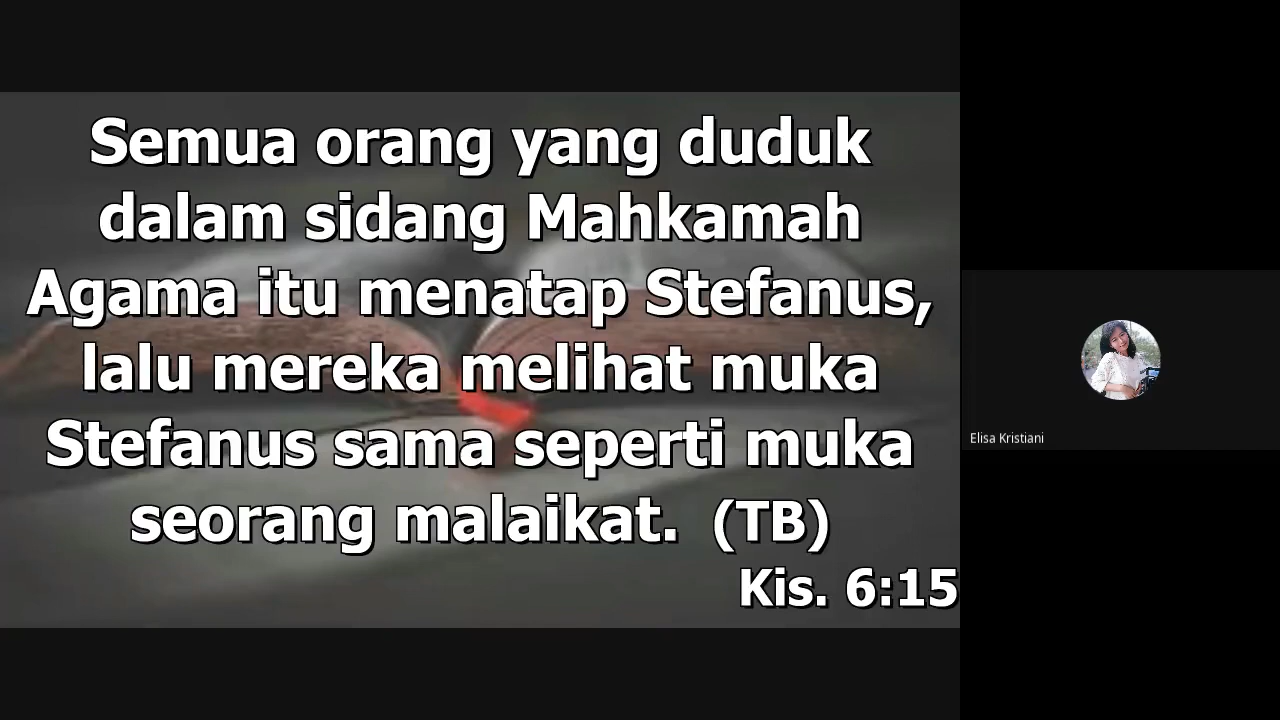 Semua orang yang duduk
dalam sidang Mahkamah
Agama itu menatap Stefanus,
lalu mereka melihat muka
Stefanus sama seperti muka
seorang malaikat. (TB)
Kis. 6:15
Elisa Kristiani